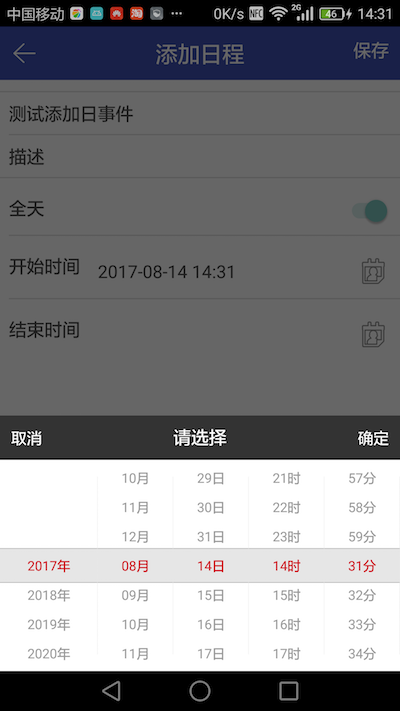 中国移动 ... 0K/s NFC 2G 46 14:31
添加日程 保存
测试添加日事件
描述
全天
开始时间 2017-08-14 14:31
结束时间
取消 请选择 确定
10月 29日 21时 57分
11月 30日 22时 58分
12月 31日 23时 59分
2017年 08月 14日 14时 31分
2018年 09月 15日 15时 32分
2019年 10月 16日 16时 33分
2020年 11月 17日 17时 34分